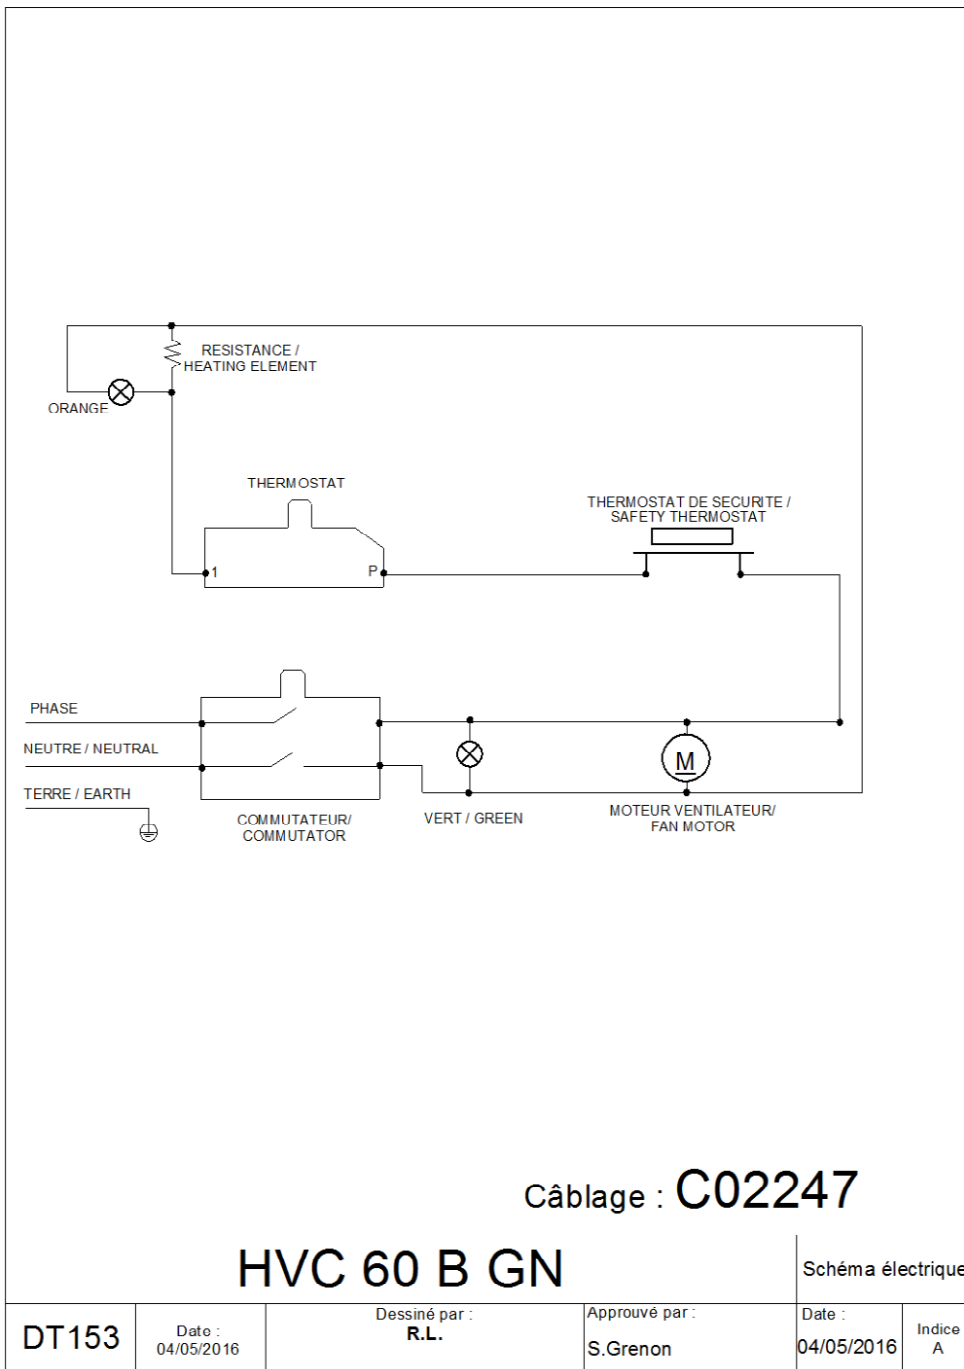 RESISTANCE /
HEATING ELEMENT
ORANGE
THERMOSTAT
1
P
THERMOSTAT DE SECURITE /
SAFETY THERMOSTAT
PHASE
NEUTRE / NEUTRAL
TERRE / EARTH
COMMUTATEUR/
COMMUTATOR
VERT / GREEN
M
MOTEUR VENTILATEUR/
FAN MOTOR
Câblage : C02247
HVC 60 B GN
Schéma électrique
DT153
Date :
04/05/2016
Dessiné par :
R.L.
Approuvé par :
S.Grenon
Date :
04/05/2016
Indice
A